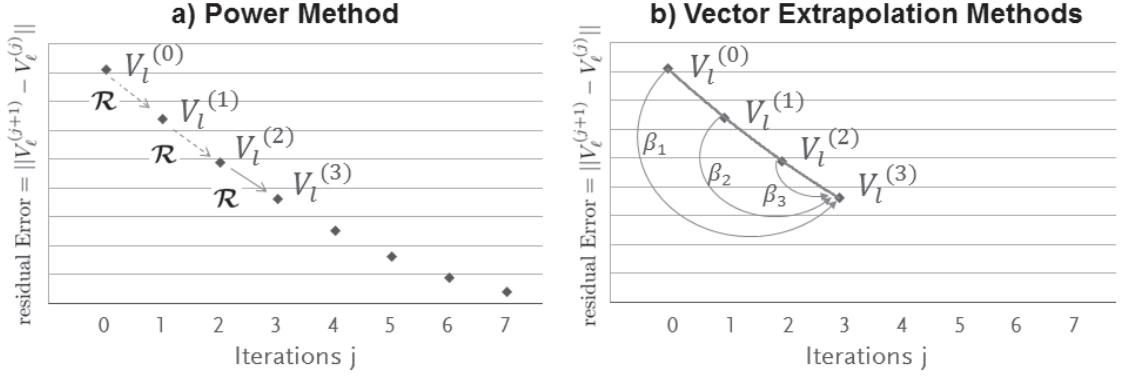 a) Power Method
residual Error = ||V_ℓ^(j+1) − V_ℓ^(j)||
V_l^(0)
ℛ
V_l^(1)
ℛ
V_l^(2)
ℛ
V_l^(3)
0 1 2 3 4 5 6 7
Iterations j
b) Vector Extrapolation Methods
residual Error = ||V_ℓ^(j+1) − V_ℓ^(j)||
V_l^(0)
V_l^(1)
β₁
V_l^(2)
β₂
β₃
V_l^(3)
0 1 2 3 4 5 6 7
Iterations j